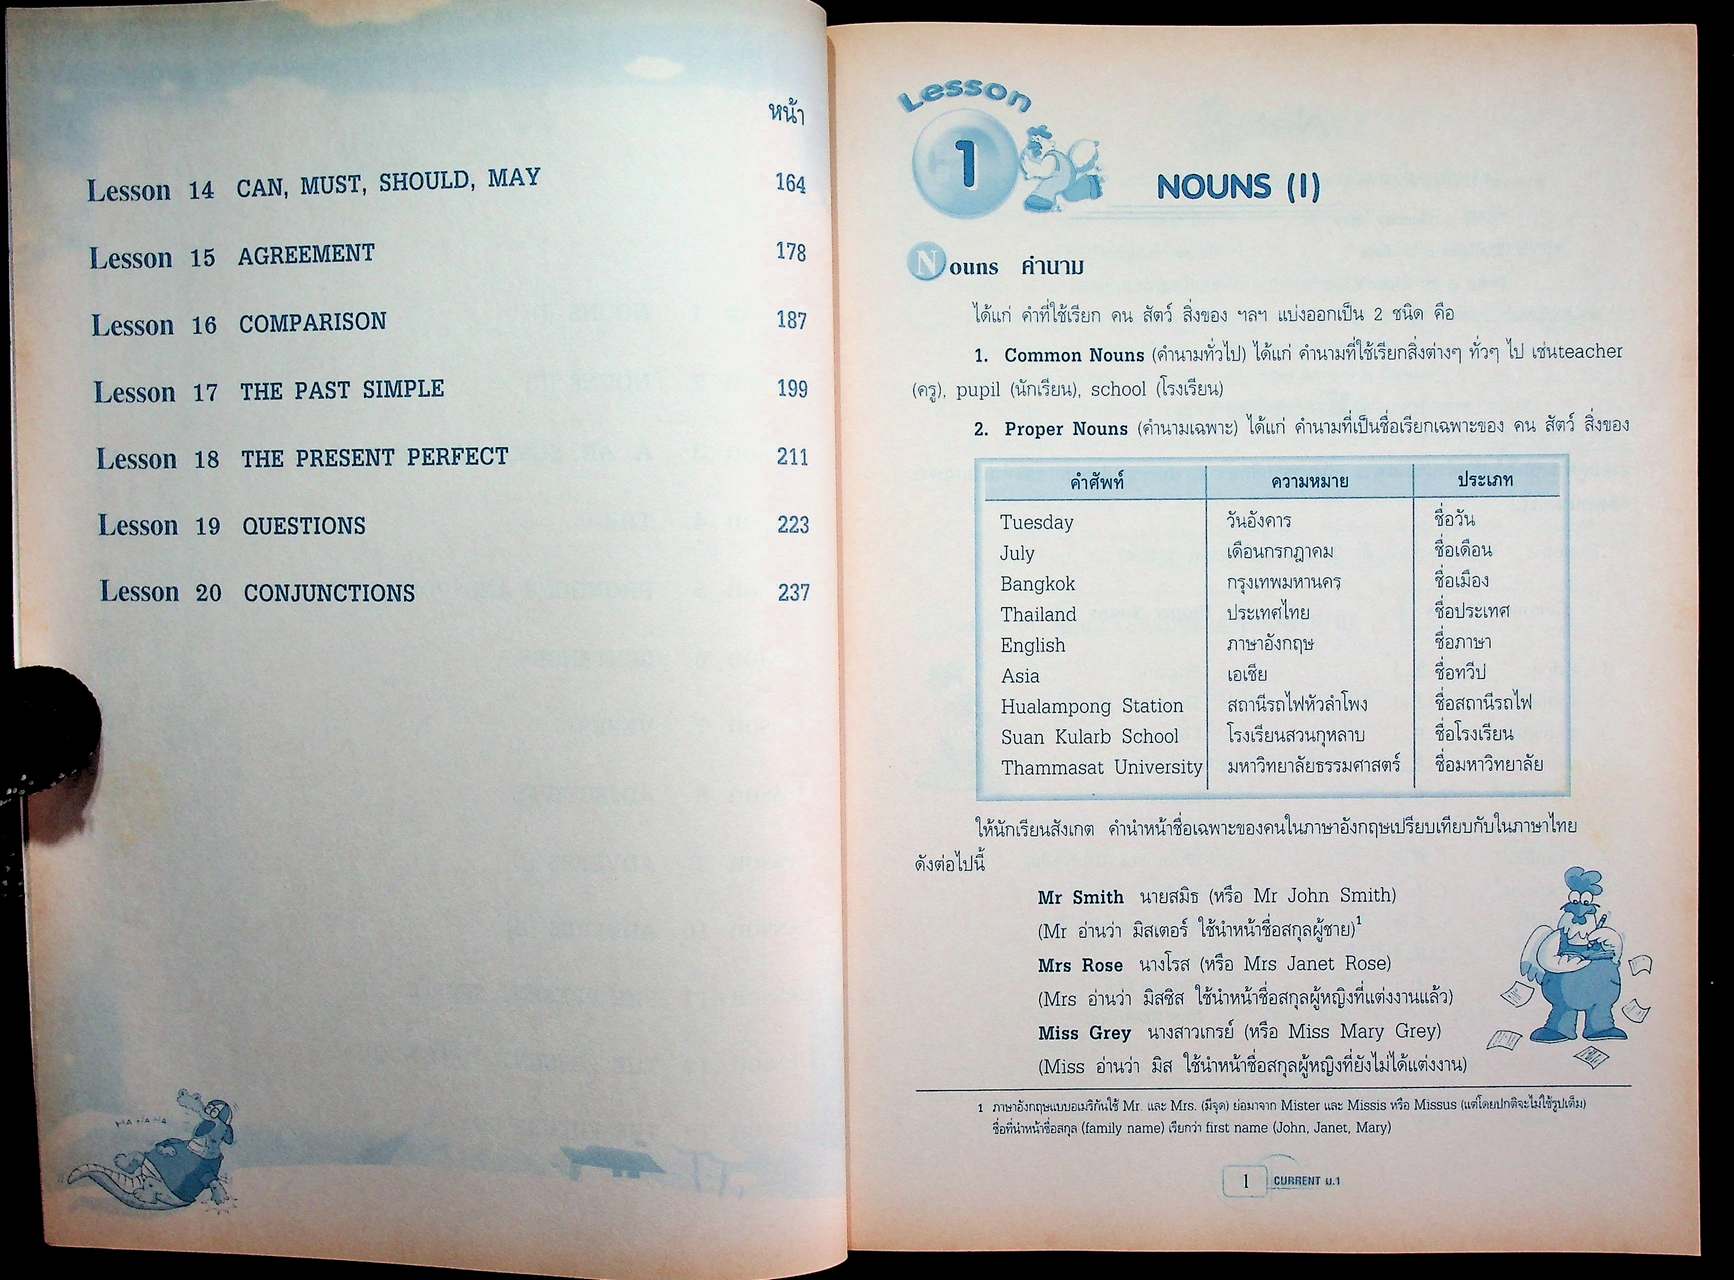 หน้า
Lesson 14 CAN, MUST, SHOULD, MAY 164
Lesson 15 AGREEMENT 178
Lesson 16 COMPARISON 187
Lesson 17 THE PAST SIMPLE 199
Lesson 18 THE PRESENT PERFECT 211
Lesson 19 QUESTIONS 223
Lesson 20 CONJUNCTIONS 237
HA HA HA
Lesson
1
NOUNS (I)
Nouns คำนาม
ได้แก่ คำที่ใช้เรียก คน สัตว์ สิ่งของ ฯลฯ แบ่งออกเป็น 2 ชนิด คือ
1. Common Nouns (คำนามทั่วไป) ได้แก่ คำนามที่ใช้เรียกสิ่งต่างๆ ทั่วๆ ไป เช่นteacher
(ครู), pupil (นักเรียน), school (โรงเรียน)
2. Proper Nouns (คำนามเฉพาะ) ได้แก่ คำนามที่เป็นชื่อเรียกเฉพาะของ คน สัตว์ สิ่งของ
คำศัพท์ ความหมาย ประเภท
Tuesday วันอังคาร ชื่อวัน
July เดือนกรกฎาคม ชื่อเดือน
Bangkok กรุงเทพมหานคร ชื่อเมือง
Thailand ประเทศไทย ชื่อประเทศ
English ภาษาอังกฤษ ชื่อภาษา
Asia เอเชีย ชื่อทวีป
Hualampong Station สถานีรถไฟหัวลำโพง ชื่อสถานีรถไฟ
Suan Kularb School โรงเรียนสวนกุหลาบ ชื่อโรงเรียน
Thammasat University มหาวิทยาลัยธรรมศาสตร์ ชื่อมหาวิทยาลัย
ให้นักเรียนสังเกต คำนำหน้าชื่อเฉพาะของคนในภาษาอังกฤษเปรียบเทียบกับในภาษาไทย
ดังต่อไปนี้
Mr Smith นายสมิธ (หรือ Mr John Smith)
(Mr อ่านว่า มิสเตอร์ ใช้นำหน้าชื่อสกุลผู้ชาย)1
Mrs Rose นางโรส (หรือ Mrs Janet Rose)
(Mrs อ่านว่า มิสซิส ใช้นำหน้าชื่อสกุลผู้หญิงที่แต่งงานแล้ว)
Miss Grey นางสาวเกรย์ (หรือ Miss Mary Grey)
(Miss อ่านว่า มิส ใช้นำหน้าชื่อสกุลผู้หญิงที่ยังไม่ได้แต่งงาน)
1 ภาษาอังกฤษแบบอเมริกันใช้ Mr. และ Mrs. (มีจุด) ย่อมาจาก Mister และ Missis หรือ Missus (แต่โดยปกติจะไม่ใช้รูปเต็ม)
ชื่อที่นำหน้าชื่อสกุล (family name) เรียกว่า first name (John, Janet, Mary)
1 CURRENT ม.1